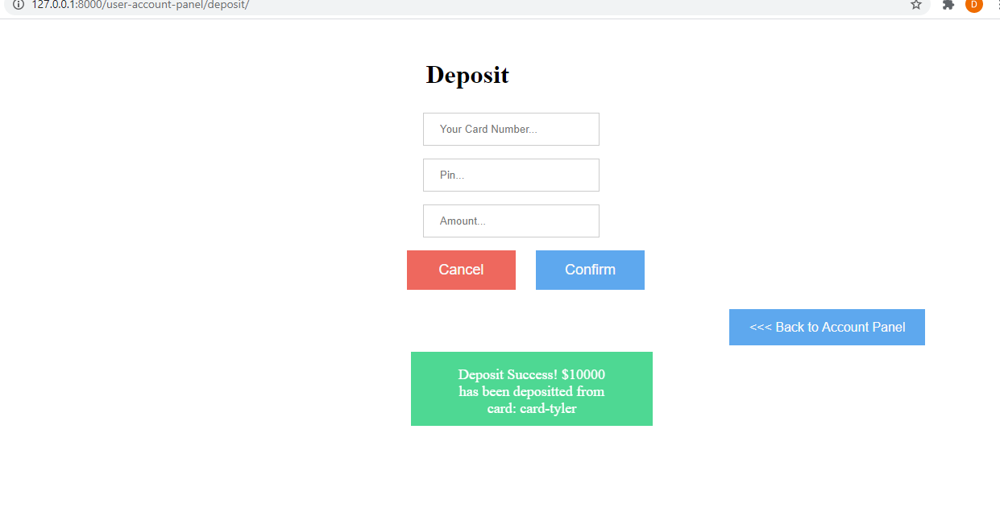 127.0.0.1:8000/user-account-panel/deposit/
D
Deposit
Your Card Number...
Pin...
Amount...
Cancel Confirm
<<< Back to Account Panel
Deposit Success! $10000
has been depositted from
card: card-tyler